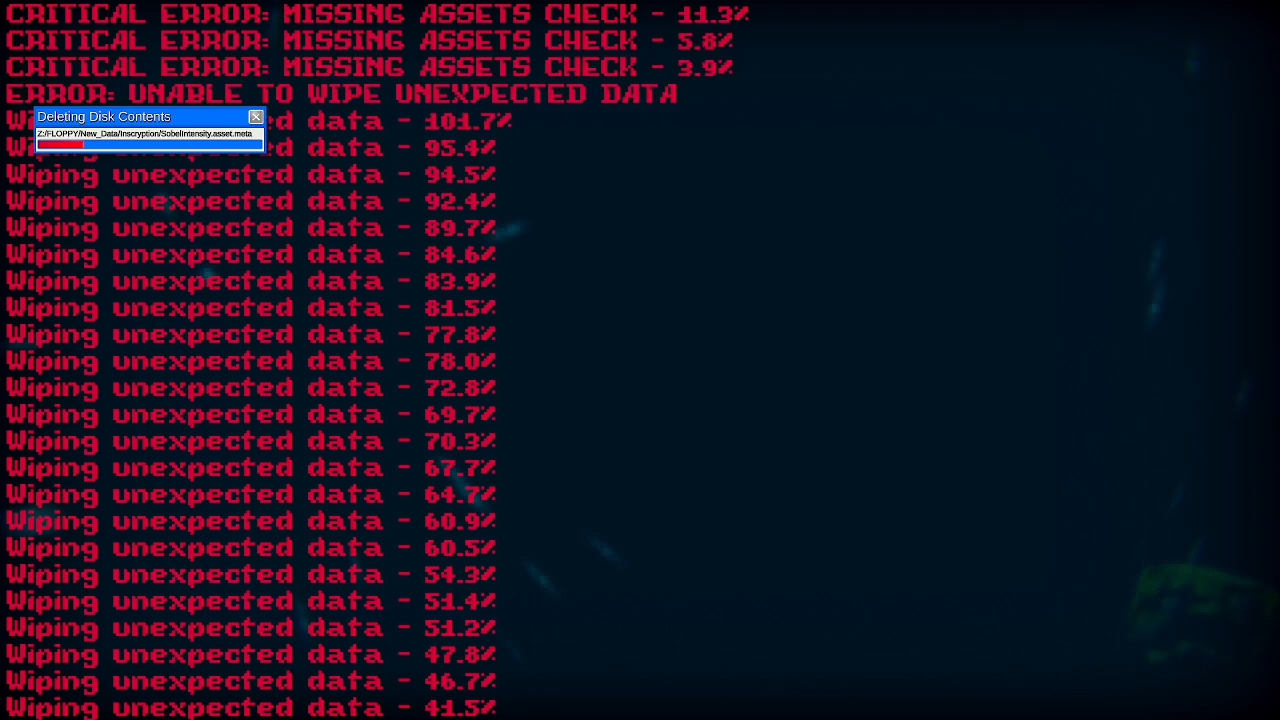 CRITICAL ERROR: MISSING ASSETS CHECK - 11.3%
CRITICAL ERROR: MISSING ASSETS CHECK - 5.8%
CRITICAL ERROR: MISSING ASSETS CHECK - 3.9%
ERROR: UNABLE TO WIPE UNEXPECTED DATA
Deleting Disk Contents
Z:/FLOPPY/New_Data/Inscryption/SobelIntensity.asset.meta
W d data - 101.7%
Wiping unexpected data - 95.4%
Wiping unexpected data - 94.5%
Wiping unexpected data - 92.4%
Wiping unexpected data - 89.7%
Wiping unexpected data - 84.6%
Wiping unexpected data - 83.9%
Wiping unexpected data - 81.5%
Wiping unexpected data - 77.8%
Wiping unexpected data - 78.0%
Wiping unexpected data - 72.8%
Wiping unexpected data - 69.7%
Wiping unexpected data - 70.3%
Wiping unexpected data - 67.7%
Wiping unexpected data - 64.7%
Wiping unexpected data - 60.9%
Wiping unexpected data - 60.5%
Wiping unexpected data - 54.3%
Wiping unexpected data - 51.4%
Wiping unexpected data - 51.2%
Wiping unexpected data - 47.8%
Wiping unexpected data - 46.7%
Wiping unexpected data - 41.5%